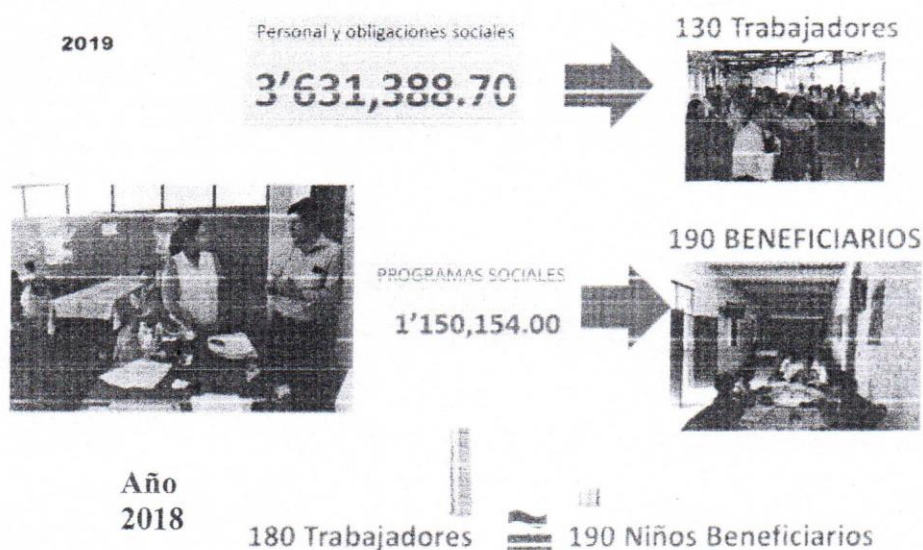 2019
Personal y obligaciones sociales
3’631,388.70
130 Trabajadores
190 BENEFICIARIOS
PROGRAMAS SOCIALES
1’150,154.00
Año
2018
180 Trabajadores
190 Niños Beneficiarios